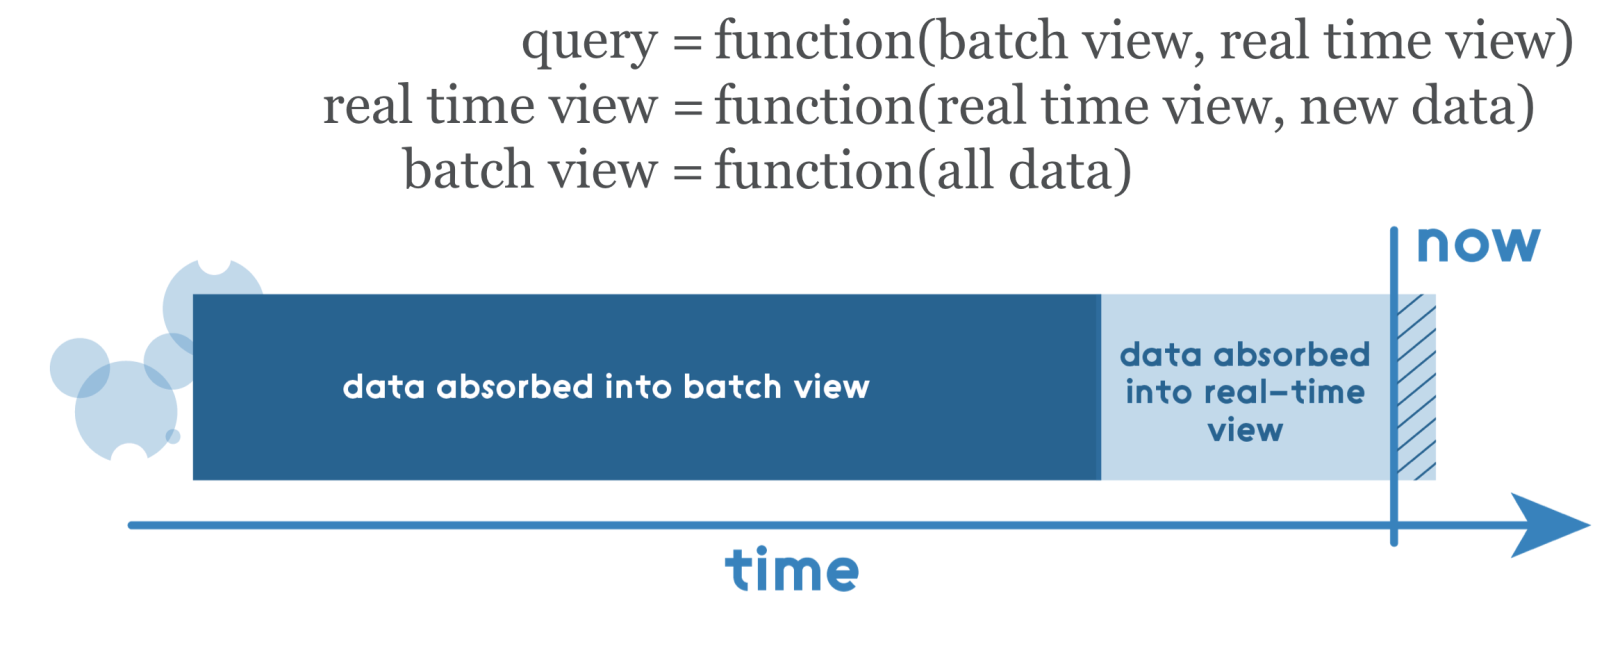 query = function(batch view, real time view)
real time view = function(real time view, new data)
batch view = function(all data)
now
data absorbed into batch view
data absorbed
into real-time
view
time